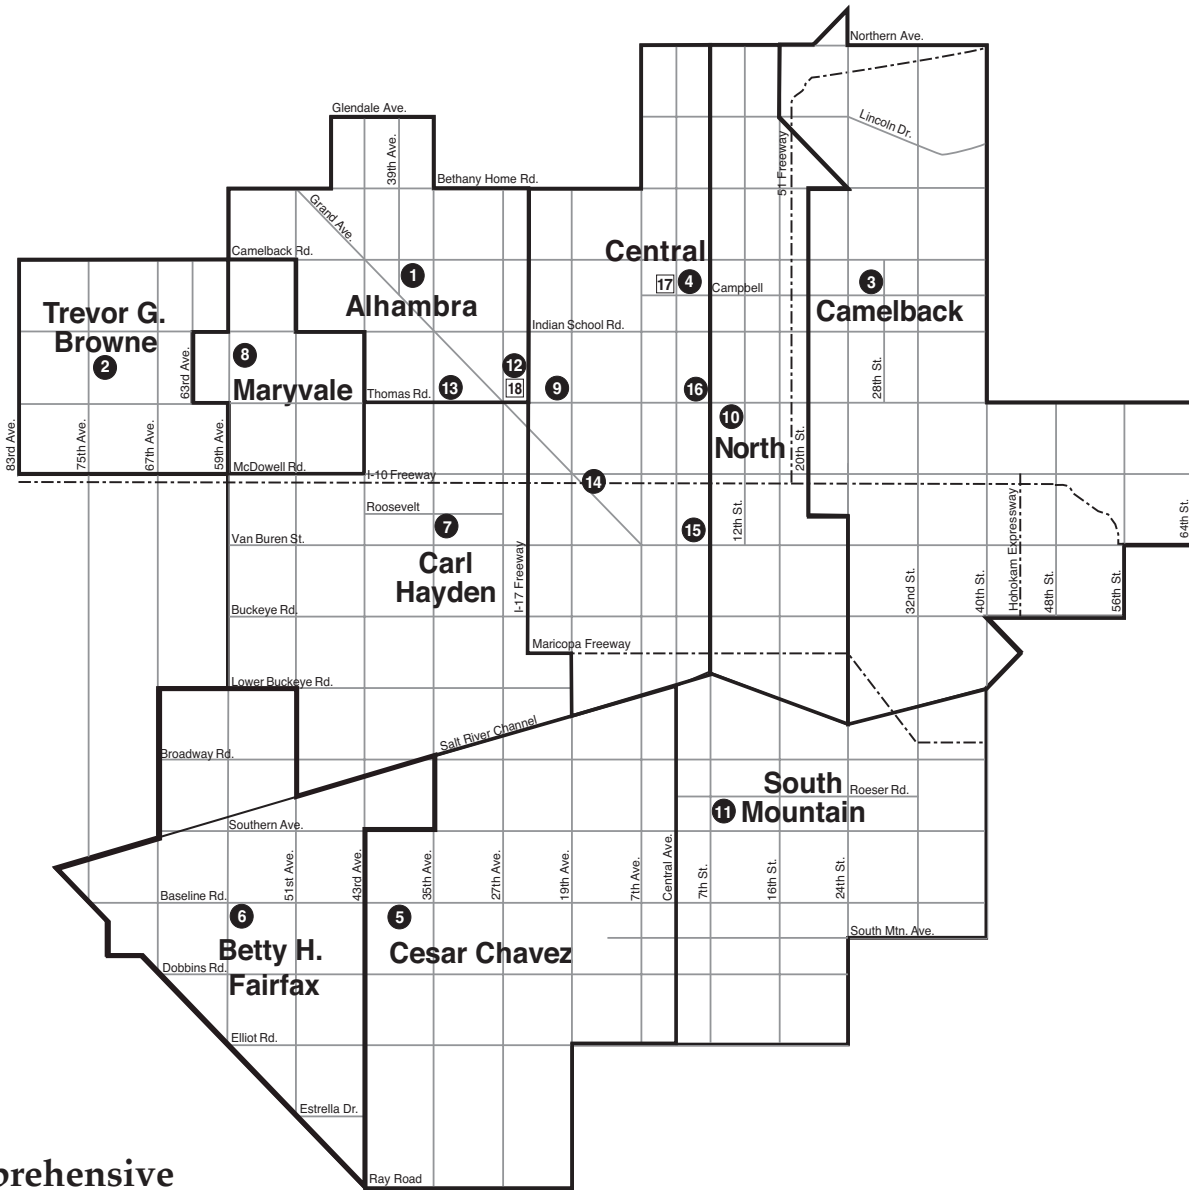 Northern Ave.
Glendale Ave.
Lincoln Dr.
39th Ave.
51 Freeway
Bethany Home Rd.
Grand Ave.
Camelback Rd.
Central
1
17
4
Campbell
3
Trevor G.
Browne
2
Alhambra
Camelback
Indian School Rd.
63rd Ave.
8
Maryvale
12
18
Thomas Rd.
13
9
16
28th St.
10
North
83rd Ave.
75th Ave.
67th Ave.
59th Ave.
20th St.
McDowell Rd.
I-10 Freeway
14
Roosevelt
7
15
12th St.
64th St.
Van Buren St.
Carl
Hayden
I-17 Freeway
32nd St.
40th St.
Hohokam Expressway
48th St.
56th St.
Buckeye Rd.
Maricopa Freeway
Lower Buckeye Rd.
Salt River Channel
Broadway Rd.
South
Mountain
11
Roeser Rd.
Southern Ave.
51st Ave.
43rd Ave.
35th Ave.
27th Ave.
19th Ave.
7th Ave.
Central Ave.
7th St.
16th St.
24th St.
Baseline Rd.
6
5
Betty H.
Fairfax
Cesar Chavez
South Mtn. Ave.
Dobbins Rd.
Elliot Rd.
Estrella Dr.
prehensive
Ray Road